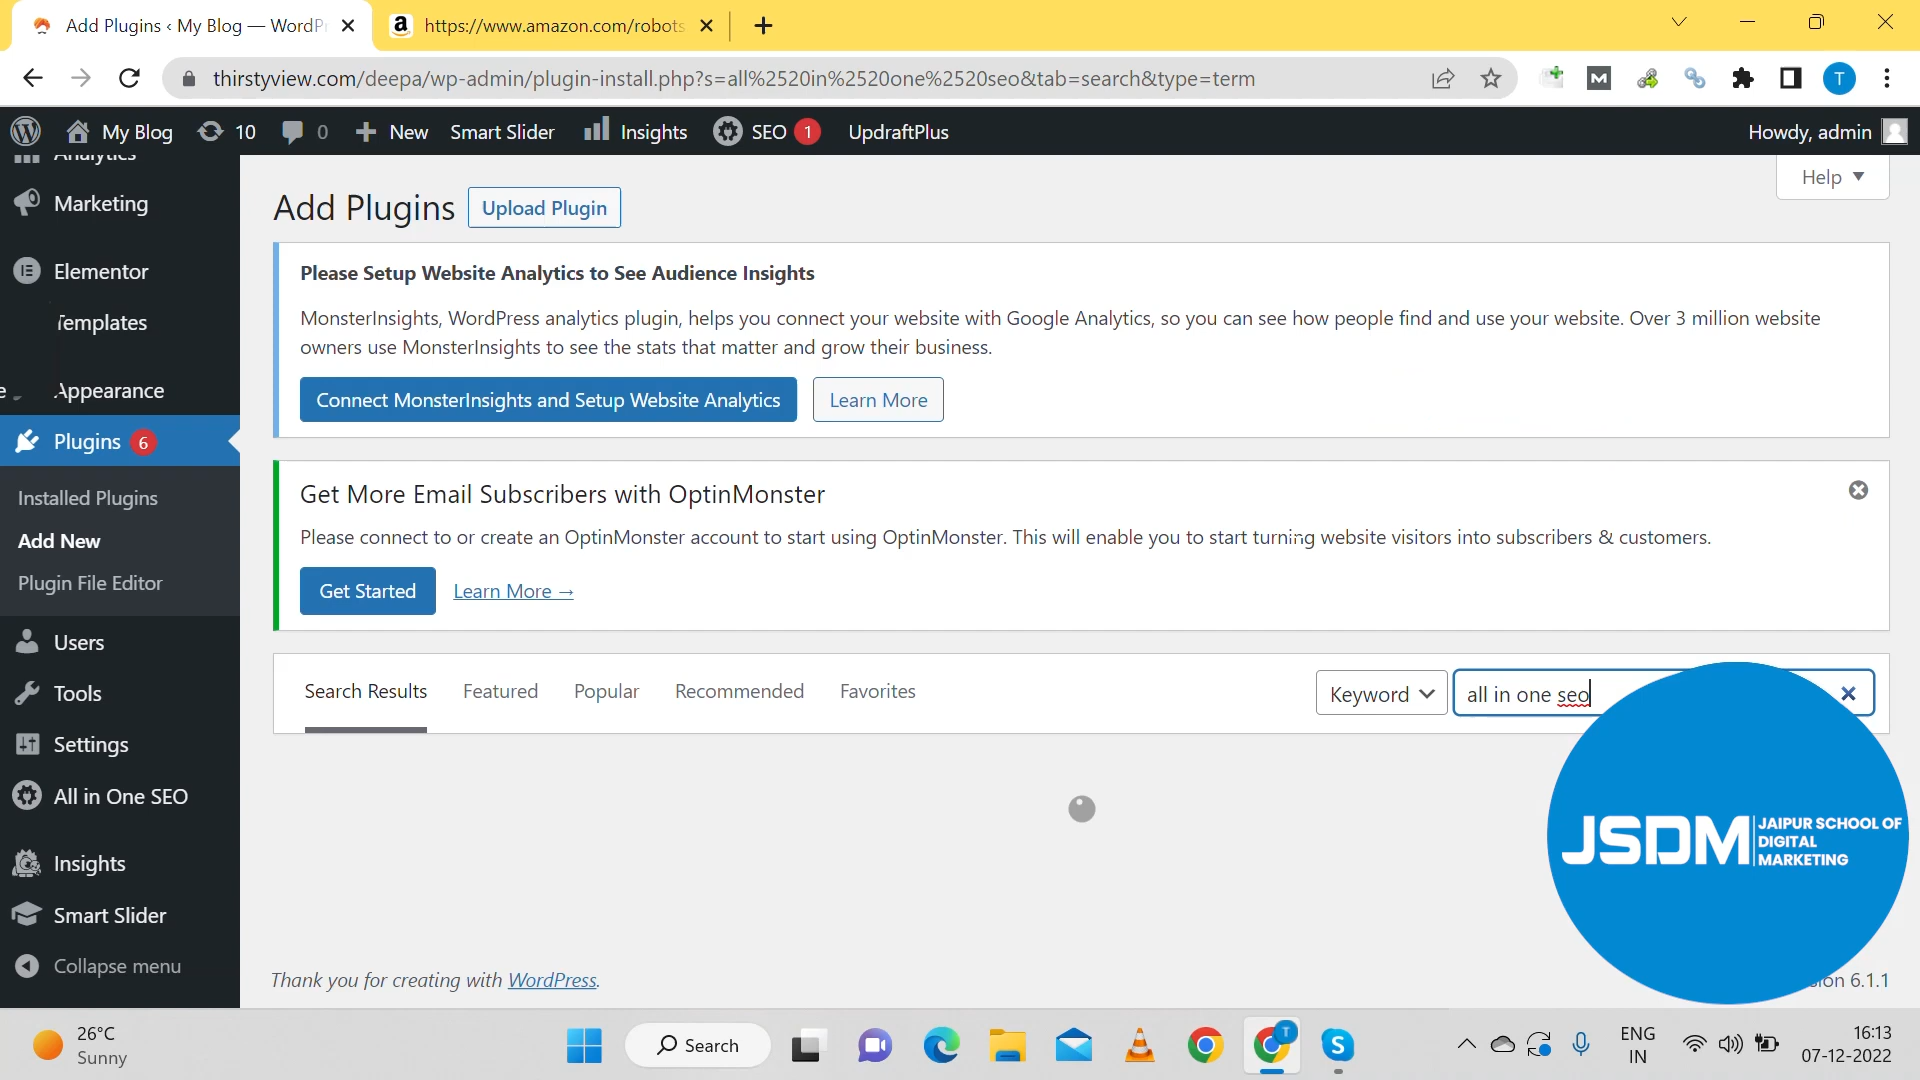 Add Plugins ‹ My Blog — WordP
https://www.amazon.com/robots
thirstyview.com/deepa/wp-admin/plugin-install.php?s=all%2520in%2520one%2520seo&tab=search&type=term
T
My Blog
10
0
New
Smart Slider
Insights
SEO
1
UpdraftPlus
Howdy, admin
Analytics
Marketing
Elementor
Templates
Appearance
Plugins
6
Installed Plugins
Add New
Plugin File Editor
Users
Tools
Settings
All in One SEO
Insights
Smart Slider
Collapse menu
Help
Add Plugins
Upload Plugin
Please Setup Website Analytics to See Audience Insights
MonsterInsights, WordPress analytics plugin, helps you connect your website with Google Analytics, so you can see how people find and use your website. Over 3 million website
owners use MonsterInsights to see the stats that matter and grow their business.
Connect MonsterInsights and Setup Website Analytics
Learn More
Get More Email Subscribers with OptinMonster
Please connect to or create an OptinMonster account to start using OptinMonster. This will enable you to start turning website visitors into subscribers & customers.
Get Started
Learn More →
Search Results
Featured
Popular
Recommended
Favorites
Keyword
all in one seo
JSDM
JAIPUR SCHOOL OF
DIGITAL
MARKETING
Thank you for creating with WordPress.
6.1.1
26°C
Sunny
Search
T
S
ENG
IN
16:13
07-12-2022